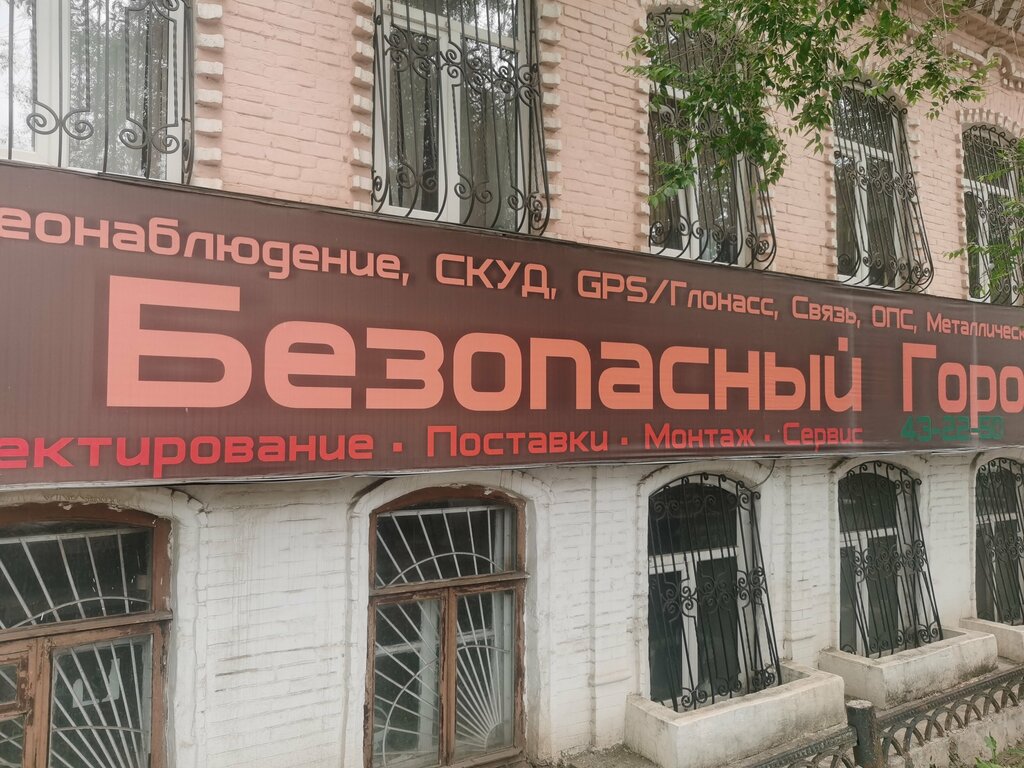 еонаблюдение, СКУД, GPS/Глонасс, Связь, ОПС, Металлическ
Безопасный Горо
ектирование · Поставки · Монтаж · Сервис
43-22-50